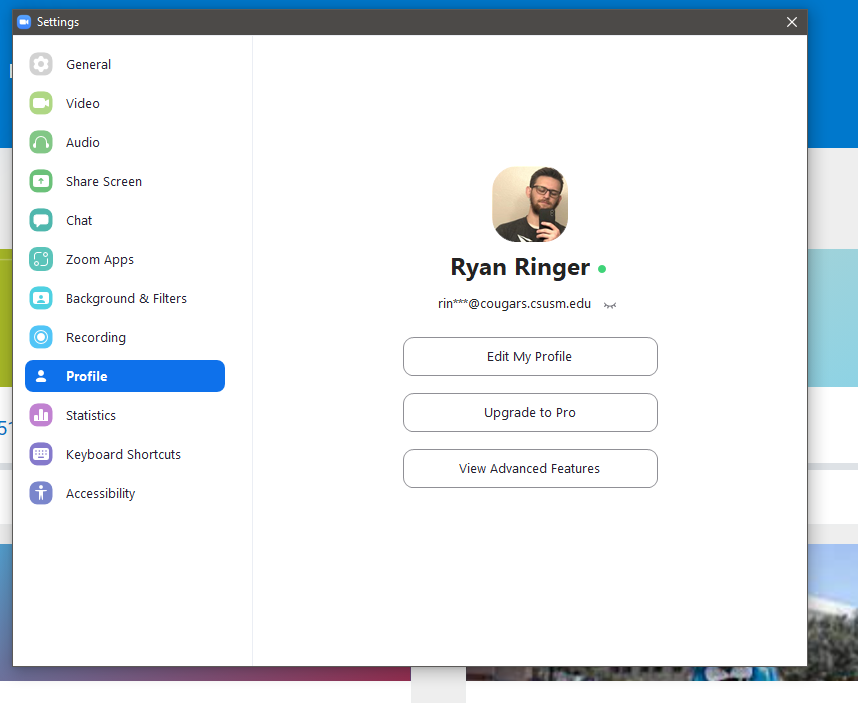 Settings
General
Video
Audio
Share Screen
Chat
Zoom Apps
Background & Filters
Recording
Profile
Statistics
Keyboard Shortcuts
Accessibility
Ryan Ringer
rin***@cougars.csusm.edu
Edit My Profile
Upgrade to Pro
View Advanced Features